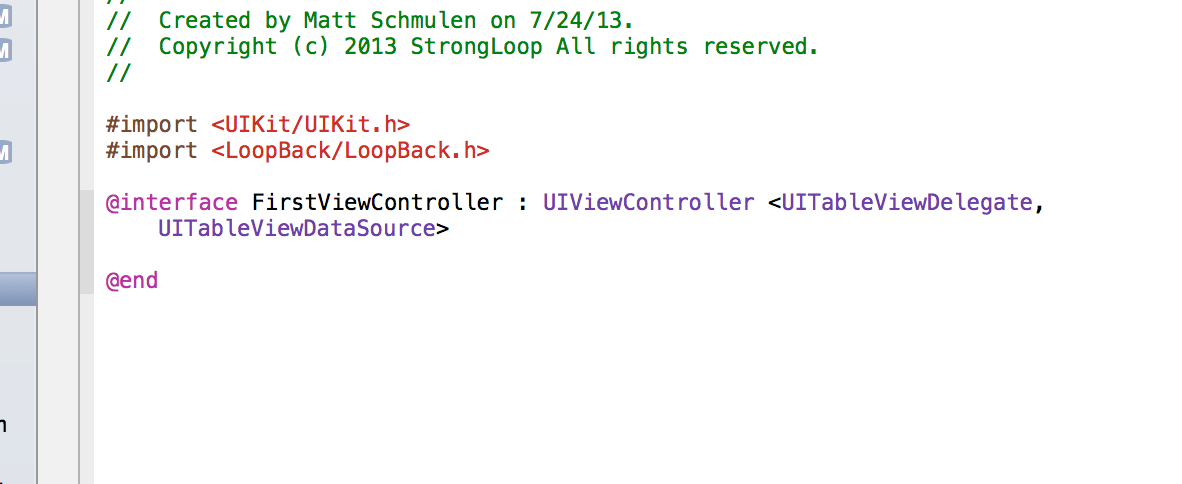 //
//  Created by Matt Schmulen on 7/24/13.
//  Copyright (c) 2013 StrongLoop All rights reserved.
//
#import <UIKit/UIKit.h>
#import <LoopBack/LoopBack.h>
@interface FirstViewController : UIViewController <UITableViewDelegate,
    UITableViewDataSource>
@end
M
M
M